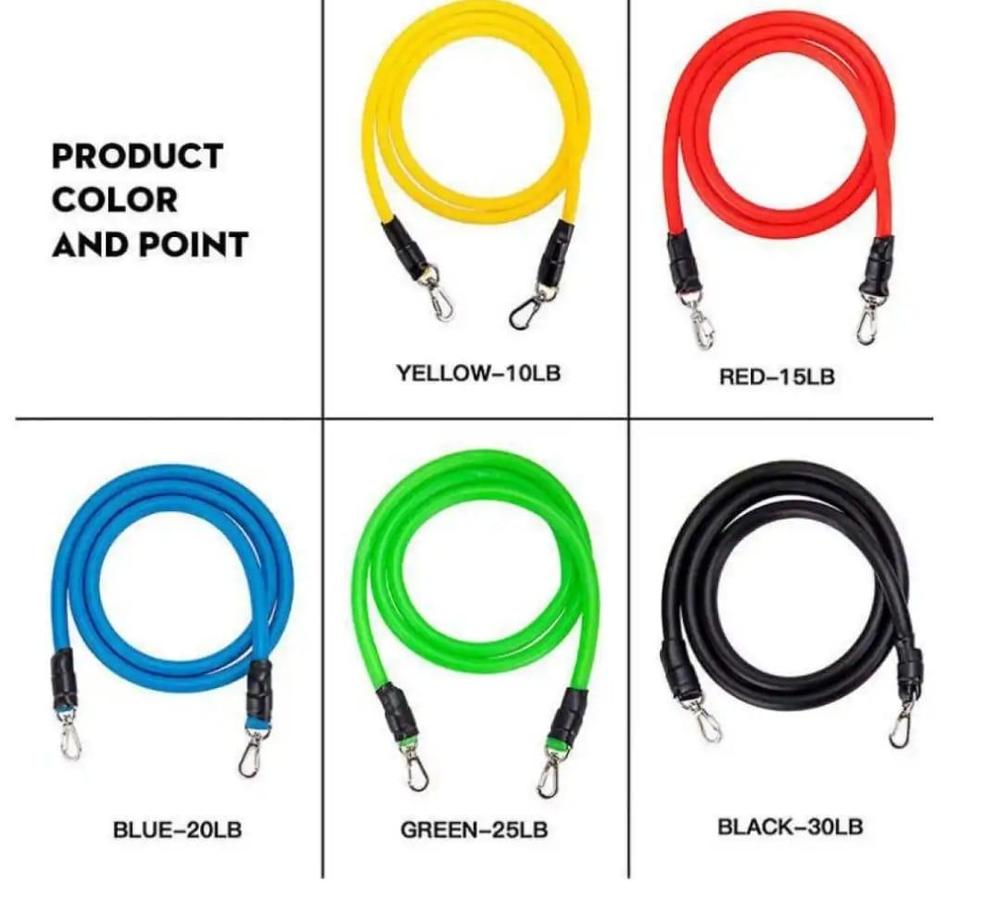 PRODUCT
COLOR
AND POINT
YELLOW–10LB
RED–15LB
BLUE–20LB
GREEN–25LB
BLACK–30LB